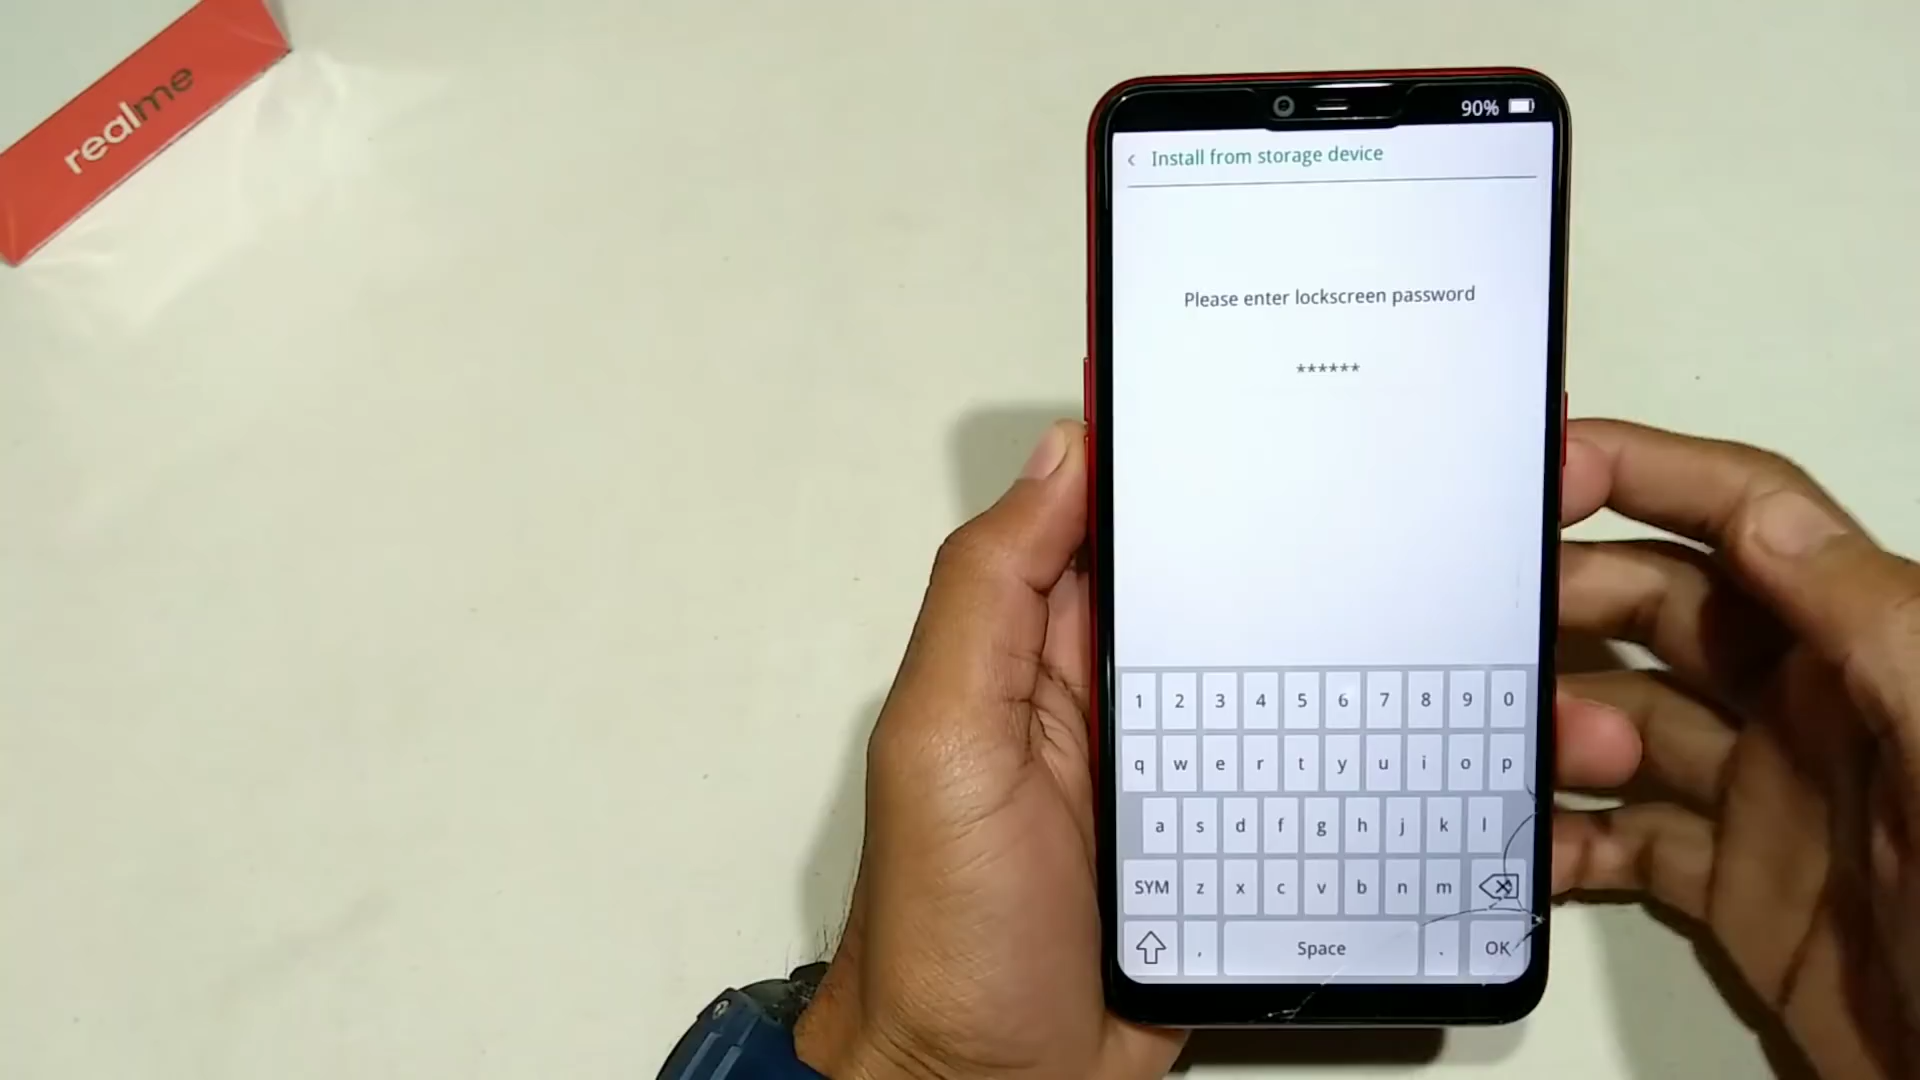 realme
90%
Install from storage device
Please enter lockscreen password
******
1 2 3 4 5 6 7 8 9 0
q w e r t y u i o p
a s d f g h j k l
SYM z x c v b n m
, Space . OK